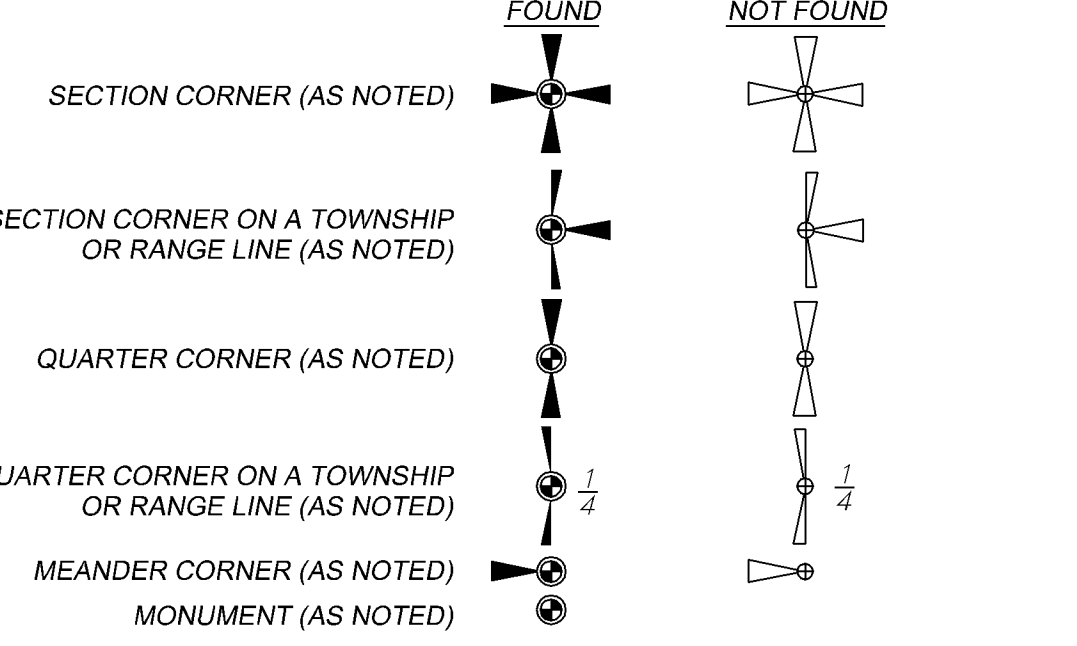 FOUND NOT FOUND
SECTION CORNER (AS NOTED)
SECTION CORNER ON A TOWNSHIP
OR RANGE LINE (AS NOTED)
QUARTER CORNER (AS NOTED)
QUARTER CORNER ON A TOWNSHIP
OR RANGE LINE (AS NOTED)
1/4 1/4
MEANDER CORNER (AS NOTED)
MONUMENT (AS NOTED)